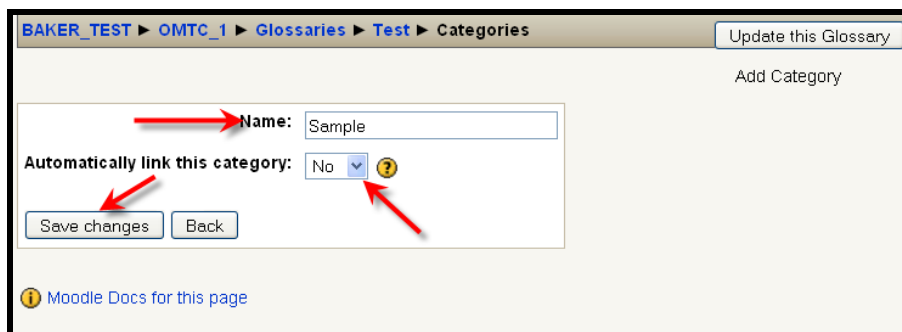 BAKER_TEST ► OMTC_1 ► Glossaries ► Test ► Categories
Update this Glossary
Add Category
Name: Sample
Automatically link this category: No ?
Save changes Back
i Moodle Docs for this page